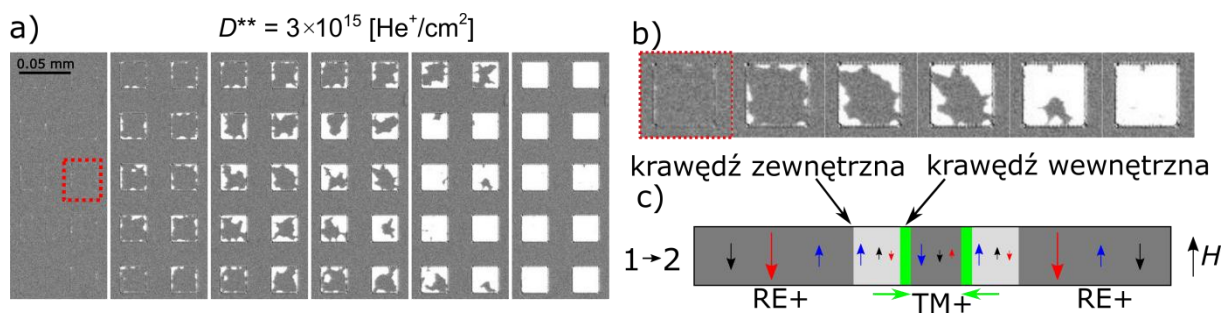 a)
D** = 3×10¹⁵ [He⁺/cm²]
0.05 mm
b)
krawędź zewnętrzna
krawędź wewnętrzna
c)
1→2
H
RE+
TM+
RE+